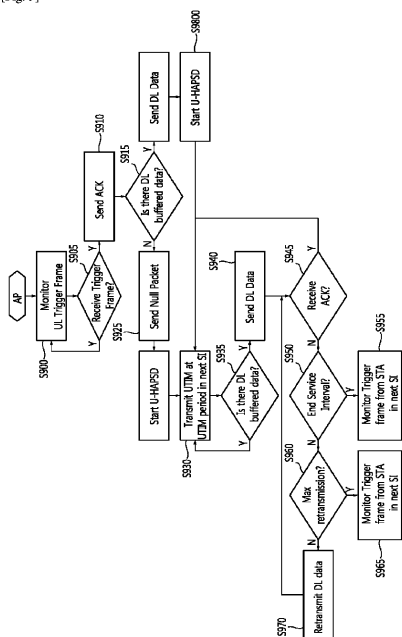 AP
S900
Monitor
UL Trigger Frame
S905
Receive Trigger
Frame?
Y
Y
S910
Send ACK
S915
Is there DL
buffered data?
Y
N
Send DL Data
S9800
Start U-HAPSD
S925
Send Null Packet
Start U-HAPSD
S930
Transmit UTIM at
UTIM period in next SI
S935
Is there DL
buffered data?
Y
Y
S940
Send DL Data
S945
Receive
ACK?
Y
N
S950
End Service
Interval?
Y
N
S955
Monitor Trigger
frame from STA
in next SI
S960
Max
retransmission?
Y
N
S965
Monitor Trigger
frame from STA
in next SI
S970
Retransmit DL data